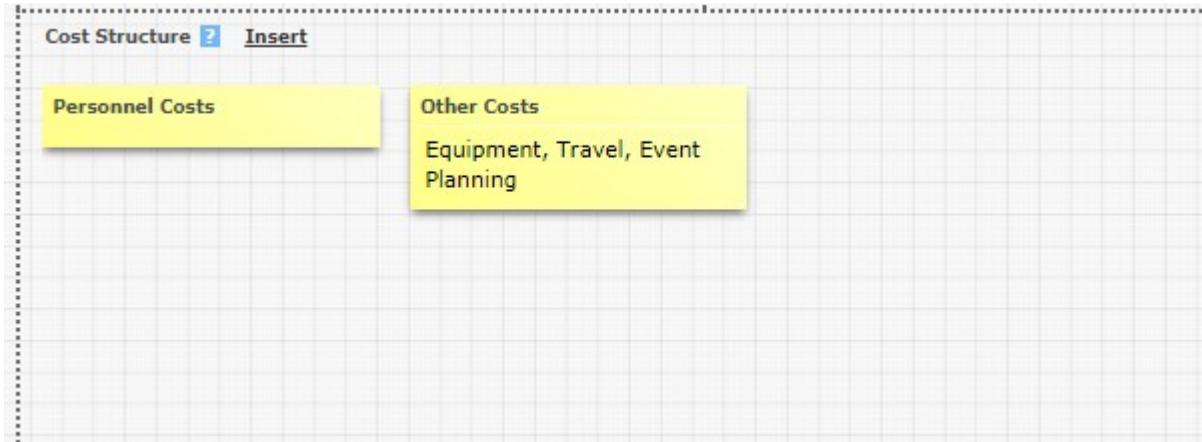 Cost Structure ? Insert
Personnel Costs
Other Costs
Equipment, Travel, Event
Planning